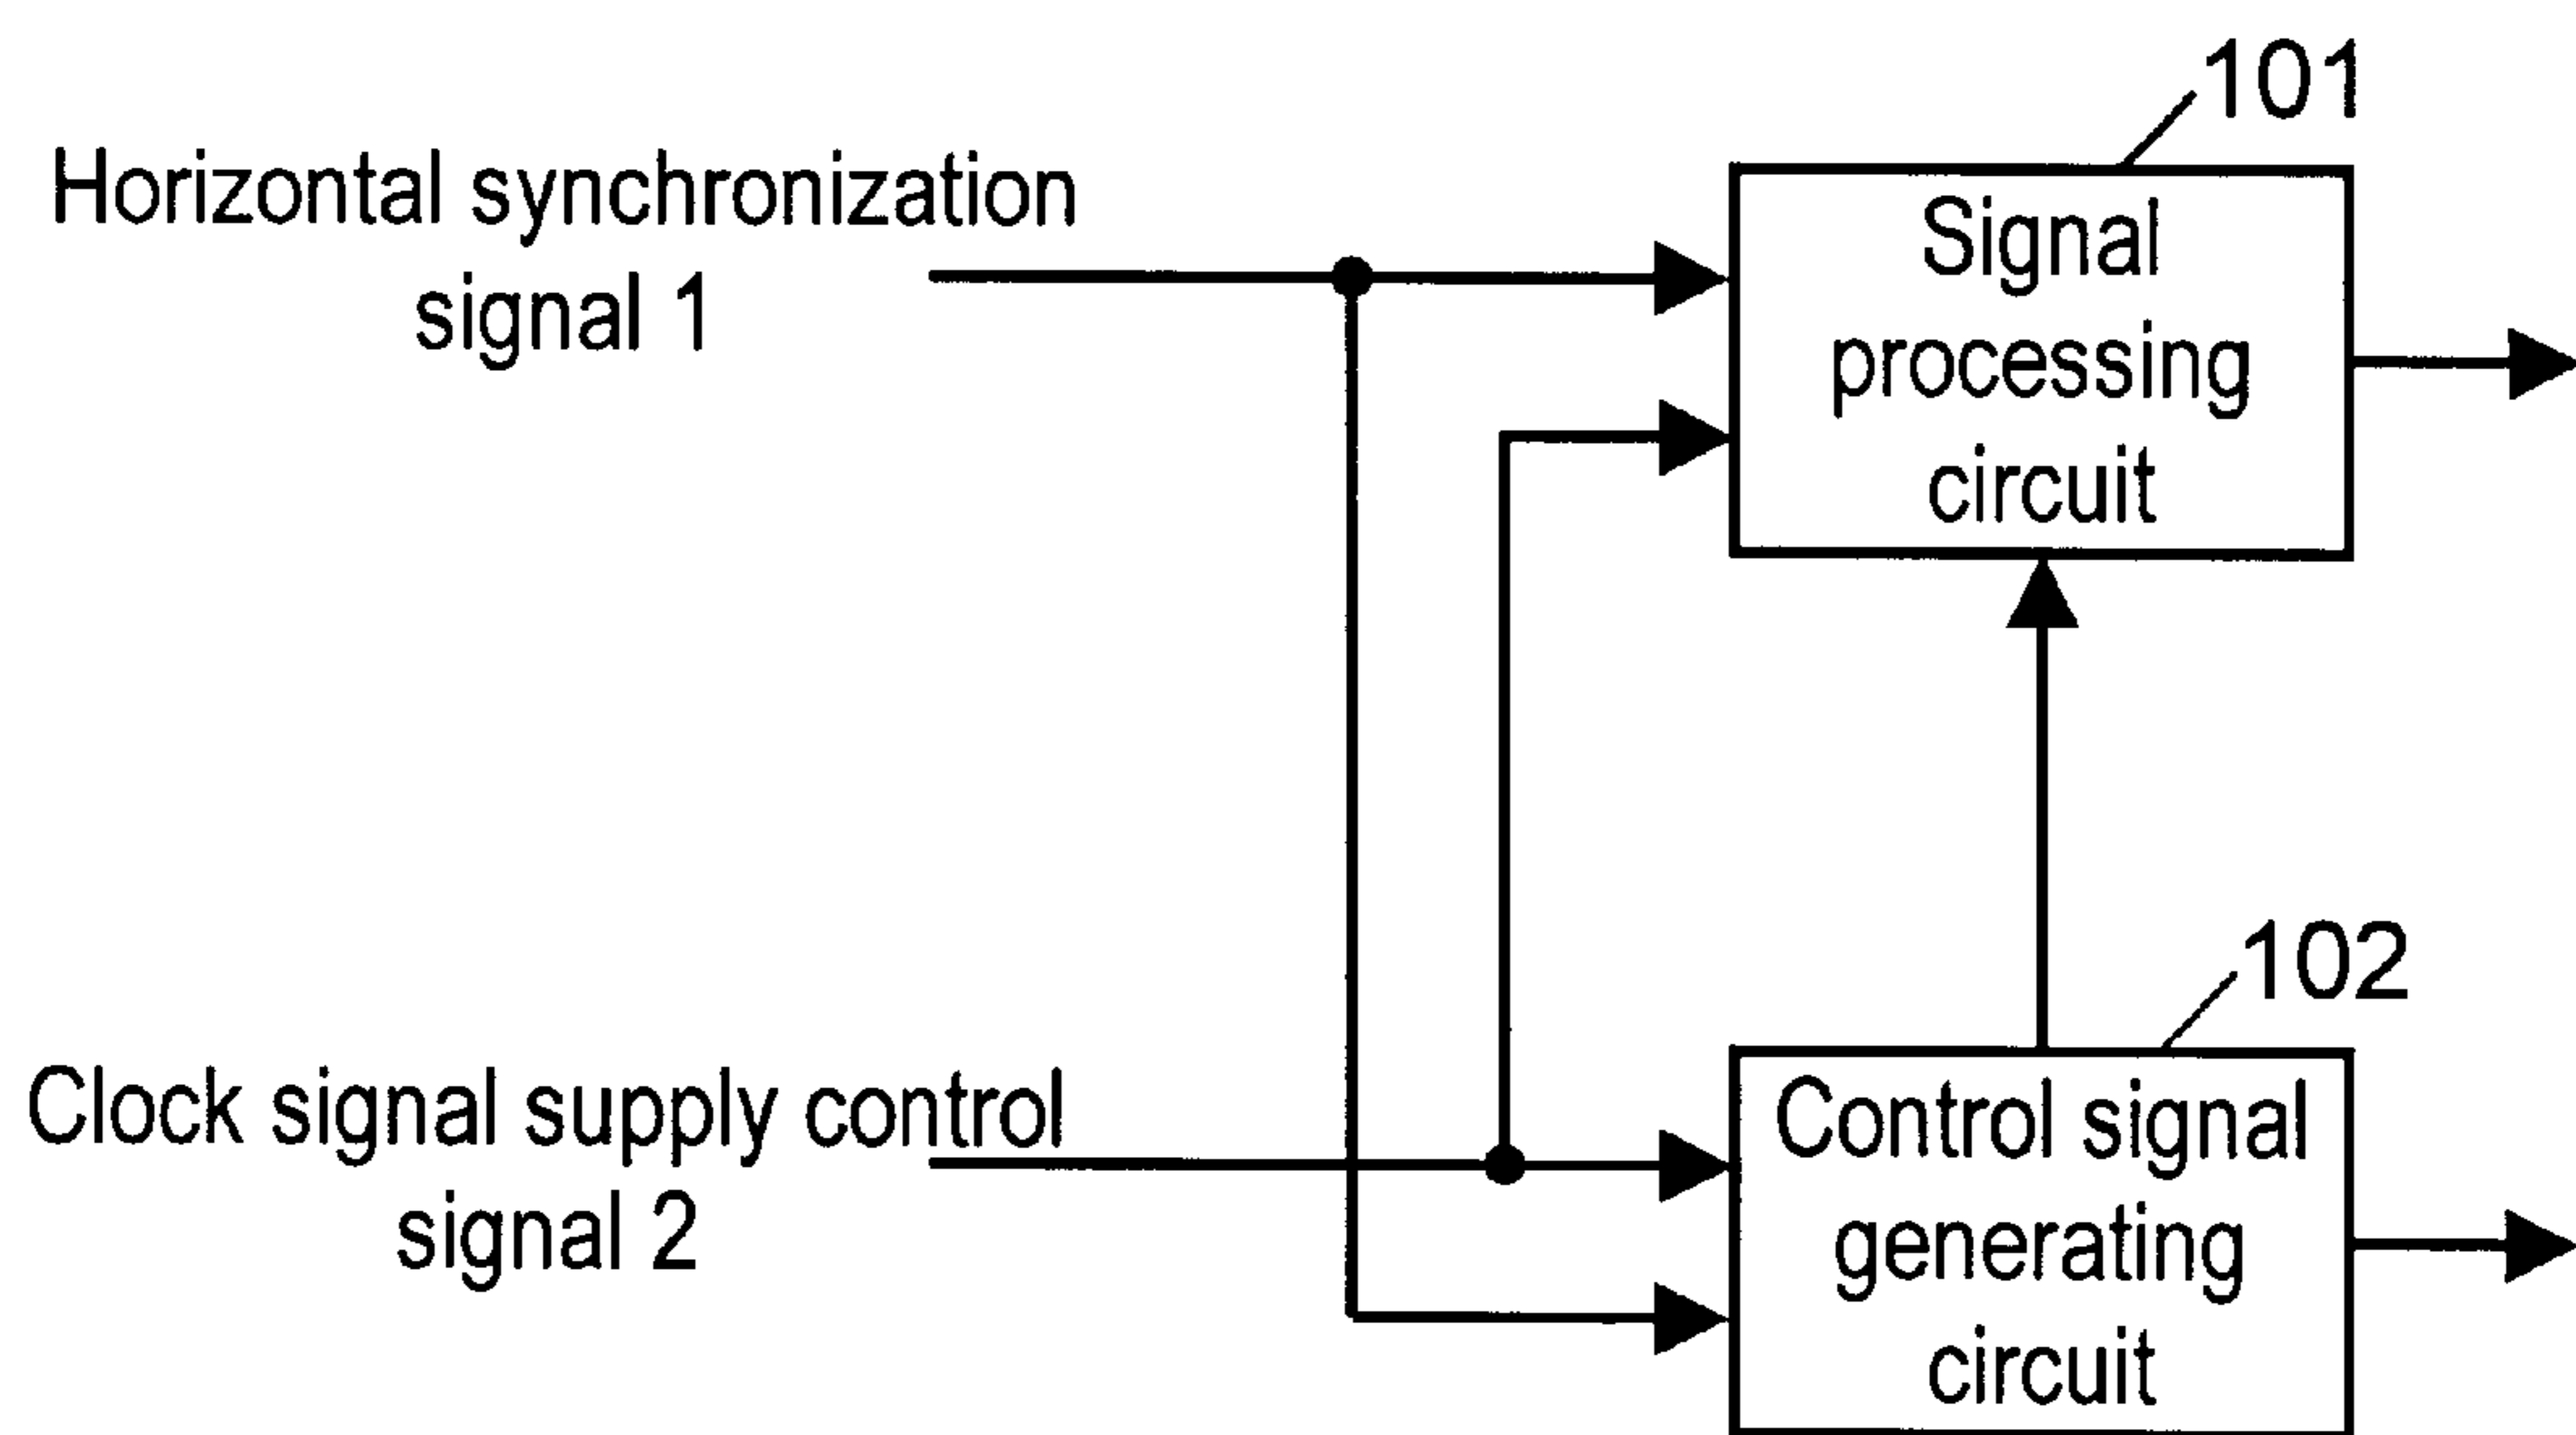 101
Horizontal synchronization
signal 1
Signal
processing
circuit
102
Clock signal supply control
signal 2
Control signal
generating
circuit